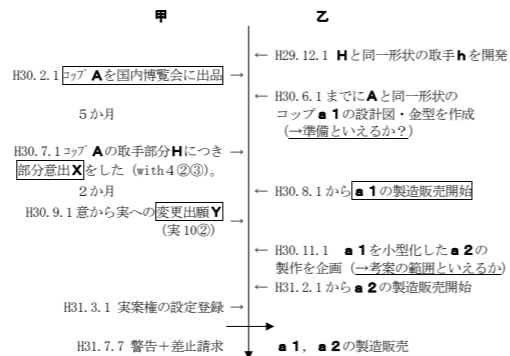 甲　乙
← H29.12.1 Hと同一形状の取手hを開発
H30.2.1 コップAを国内博覧会に出品 →
← H30.6.1までにAと同一形状の
５か月　コップa1の設計図・金型を作成
（→準備といえるか？）
H30.7.1 コップAの取手部分Hにつき →
部分意出Xをした（with４②③）。
２か月　← H30.8.1からa1の製造販売開始
H30.9.1 意から実への変更出願Y →
（実10②）
← H30.11.1　a1を小型化したa2の
製作を企画（→考案の範囲といえるか）
← H31.2.1からa2の製造販売開始
H31.3.1 実案権の設定登録 →
H31.7.7 警告＋差止請求　a1，a2の製造販売